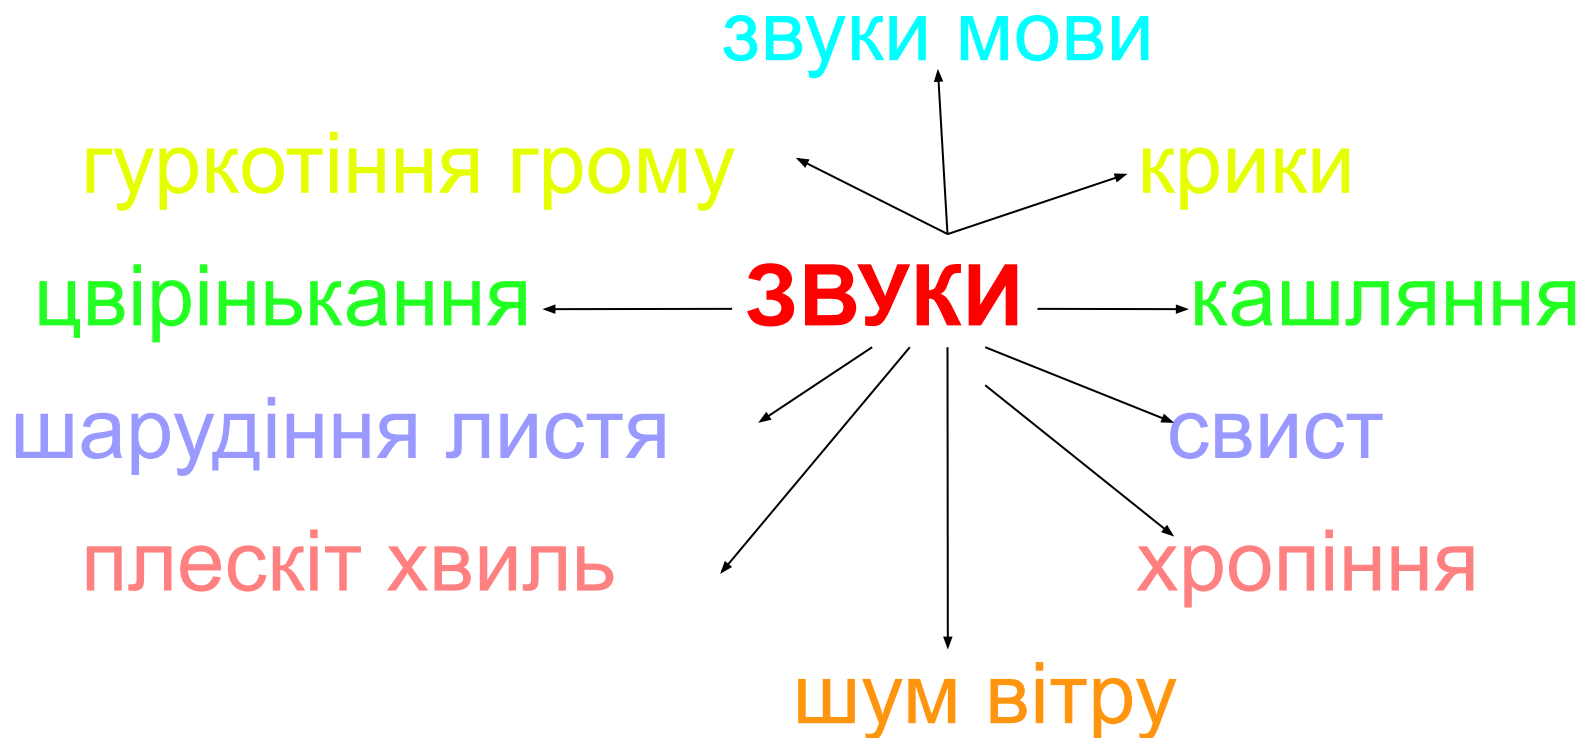 звуки мови
гуркотіння грому
крики
цвірінькання
ЗВУКИ
кашляння
шарудіння листя
свист
плескіт хвиль
хропіння
шум вітру